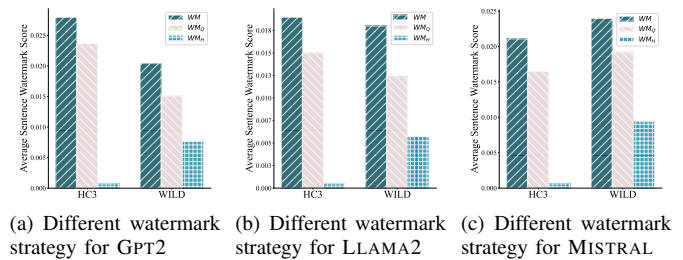 Average Sentence Watermark Score
0.025
0.020
0.015
0.010
0.005
0.000
HC3
WILD
WM
WM_Q
WM_H
Average Sentence Watermark Score
0.018
0.015
0.013
0.010
0.008
0.005
0.003
0.000
HC3
WILD
WM
WM_Q
WM_H
Average Sentence Watermark Score
0.025
0.020
0.015
0.010
0.005
0.000
HC3
WILD
WM
WM_Q
WM_H
(a) Different watermark
strategy for GPT2
(b) Different watermark
strategy for LLAMA2
(c) Different watermark
strategy for MISTRAL